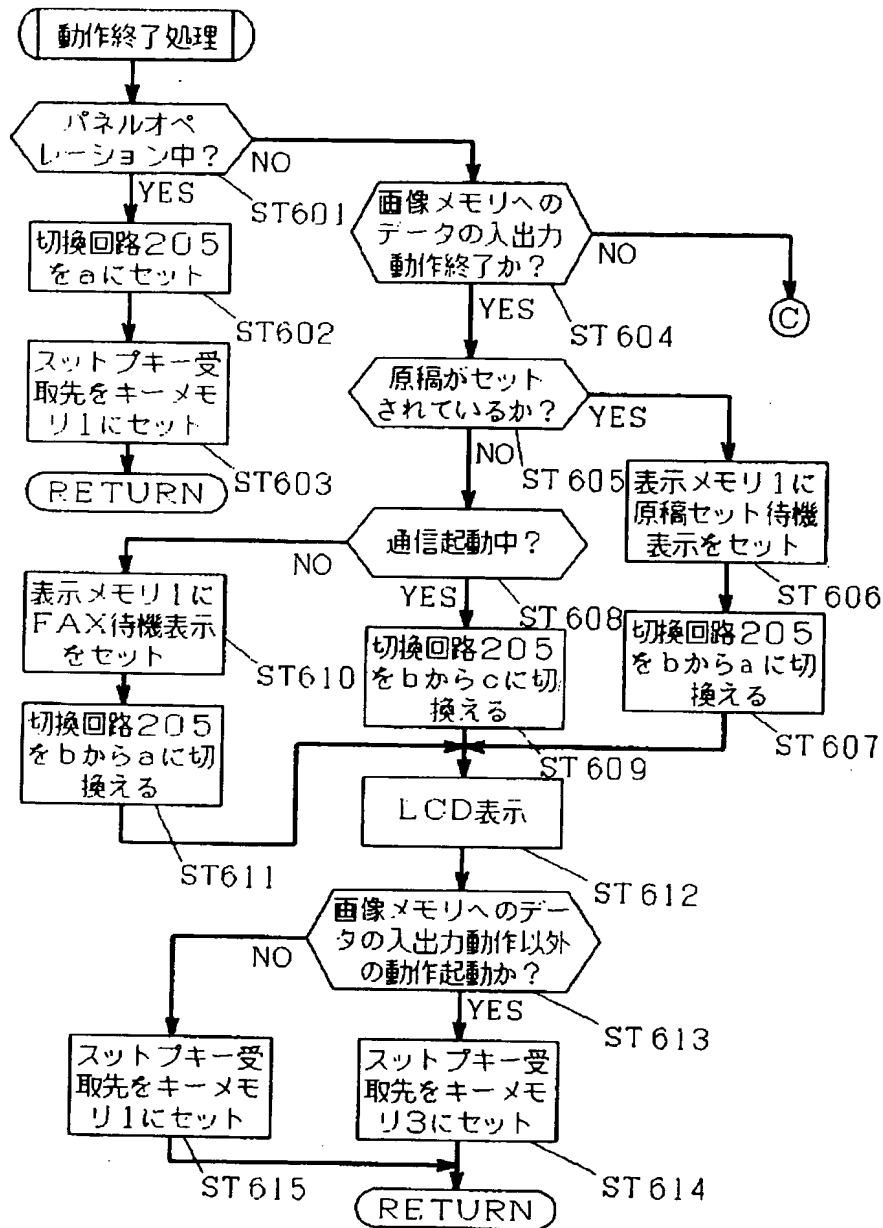 動作終了処理
パネルオペ
レーション中?
NO
YES
ST601
切換回路205
をaにセット
ST602
スットプキー受
取先をキーメモ
リ1にセット
ST603
RETURN
画像メモリへの
データの入出力
動作終了か?
NO
YES
ST604
C
原稿がセット
されているか?
YES
NO
ST605
表示メモリ1に
原稿セット待機
表示をセット
ST606
通信起動中?
NO
YES
ST608
切換回路205
をbからaに切
換える
ST607
表示メモリ1に
FAX待機表示
をセット
ST610
切換回路205
をbからcに切
換える
ST609
切換回路205
をbからaに切
換える
ST611
LCD表示
ST612
画像メモリへのデー
タの入出力動作以外
の動作起動か?
NO
YES
ST613
スットプキー受
取先をキーメモ
リ1にセット
ST615
スットプキー受
取先をキーメモ
リ3にセット
ST614
RETURN